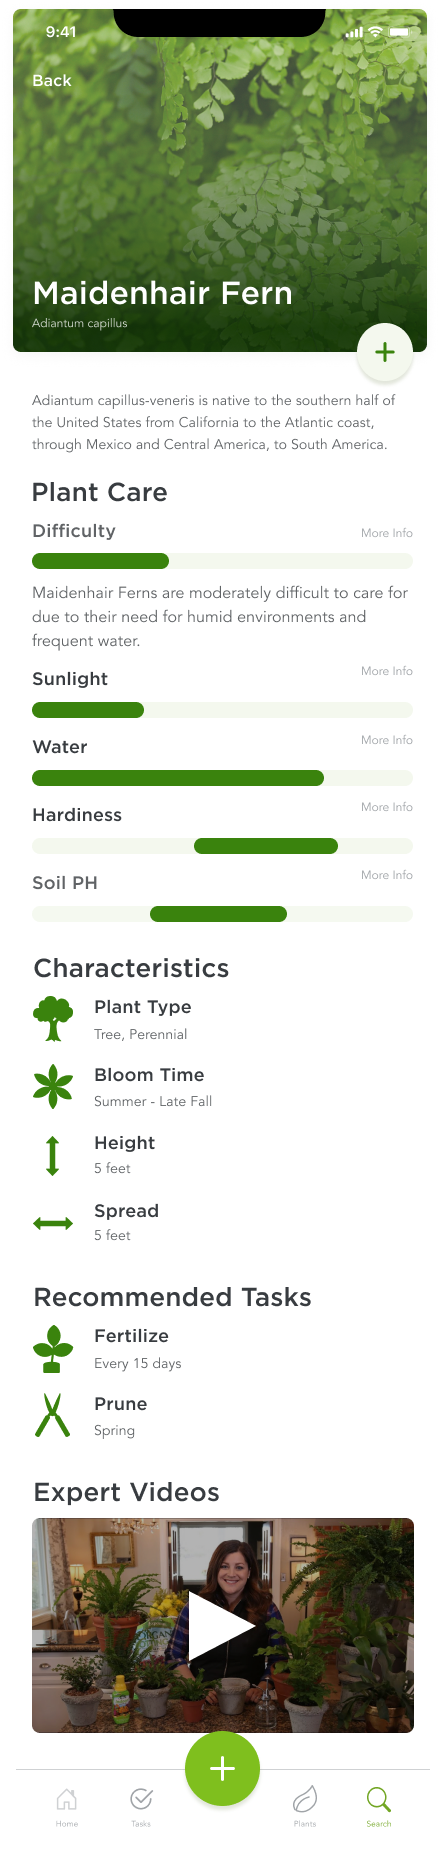 9:41
Back
Maidenhair Fern
Adiantum capillus
Adiantum capillus-veneris is native to the southern half of
the United States from California to the Atlantic coast,
through Mexico and Central America, to South America.
Plant Care
Difficulty
More Info
Maidenhair Ferns are moderately difficult to care for
due to their need for humid environments and
frequent water.
Sunlight
More Info
Water
More Info
Hardiness
More Info
Soil PH
More Info
Characteristics
Plant Type
Tree, Perennial
Bloom Time
Summer - Late Fall
Height
5 feet
Spread
5 feet
Recommended Tasks
Fertilize
Every 15 days
Prune
Spring
Expert Videos
Home
Tasks
Plants
Search